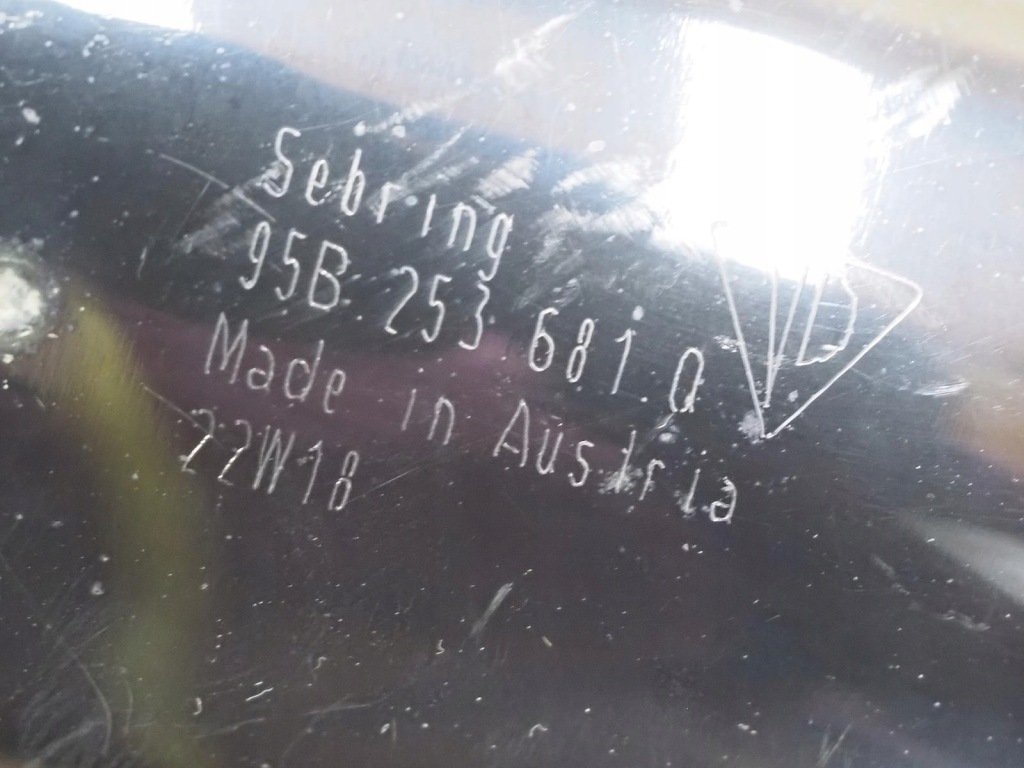 Sebring
95B.253.681.Q
Made in Austria
22W18